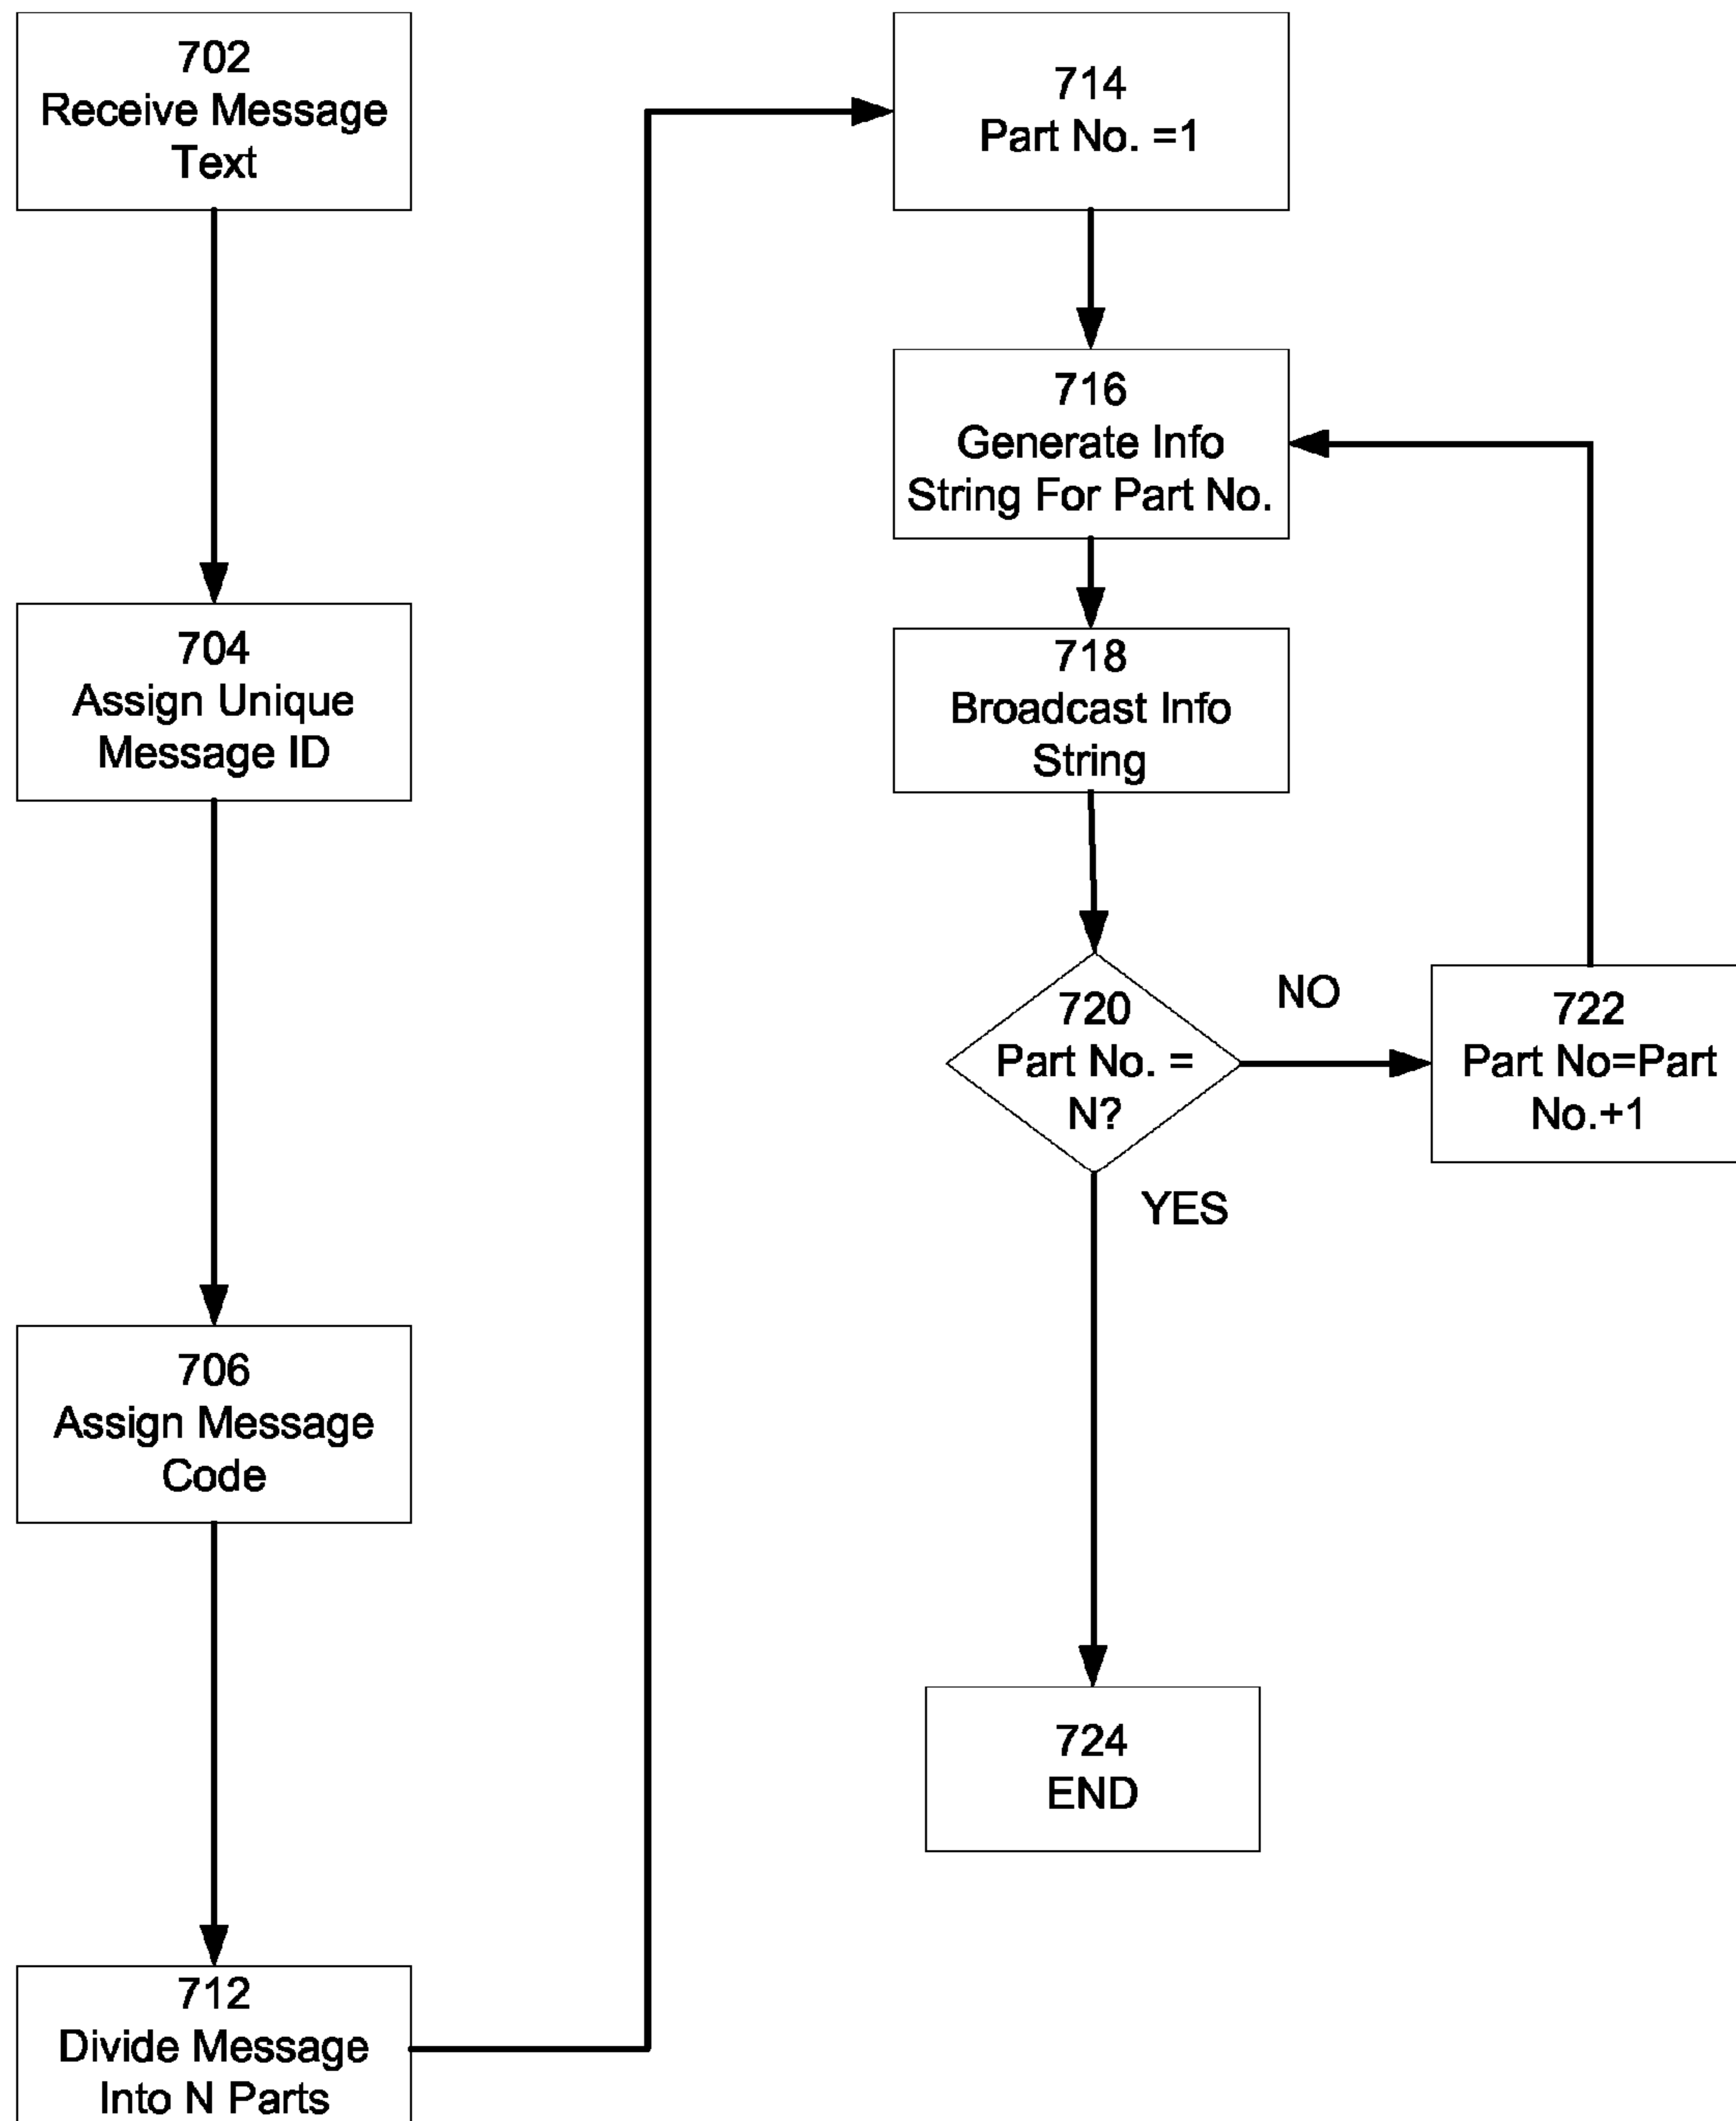 702
Receive Message
Text
704
Assign Unique
Message ID
706
Assign Message
Code
712
Divide Message
Into N Parts
714
Part No. =1
716
Generate Info
String For Part No.
718
Broadcast Info
String
720
Part No. =
N?
NO
722
Part No=Part
No.+1
YES
724
END